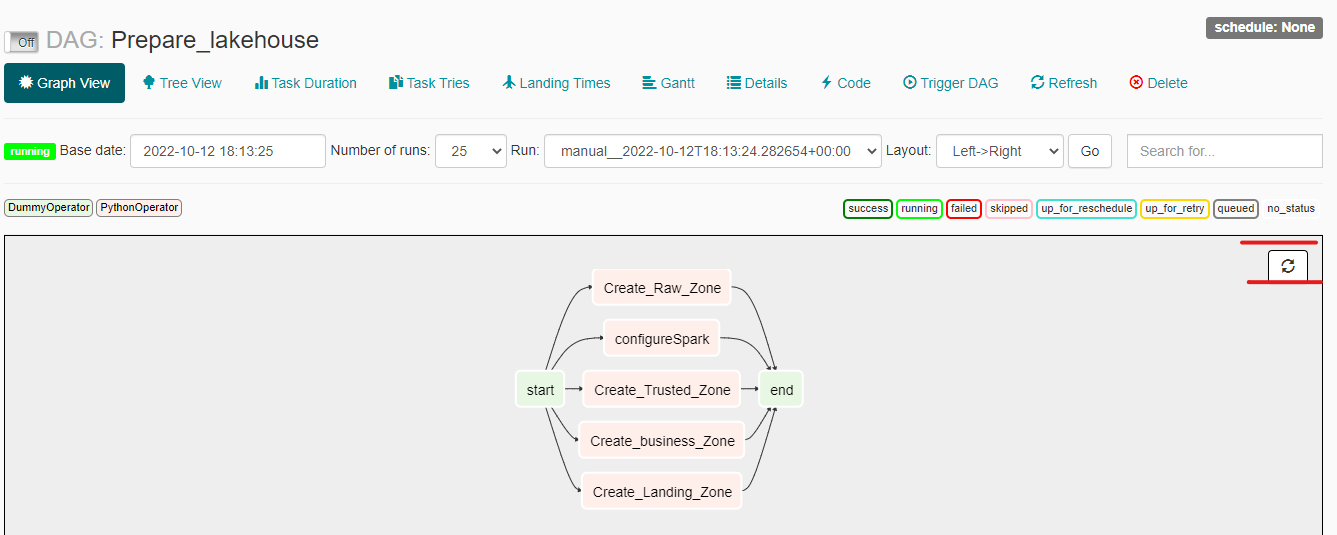 schedule: None
Off DAG: Prepare_lakehouse
Graph View Tree View Task Duration Task Tries Landing Times Gantt Details Code Trigger DAG Refresh Delete
running Base date: 2022-10-12 18:13:25 Number of runs: 25 Run: manual__2022-10-12T18:13:24.282654+00:00 Layout: Left->Right Go Search for...
DummyOperator PythonOperator success running failed skipped up_for_reschedule up_for_retry queued no_status
Create_Raw_Zone
configureSpark
start Create_Trusted_Zone end
Create_business_Zone
Create_Landing_Zone